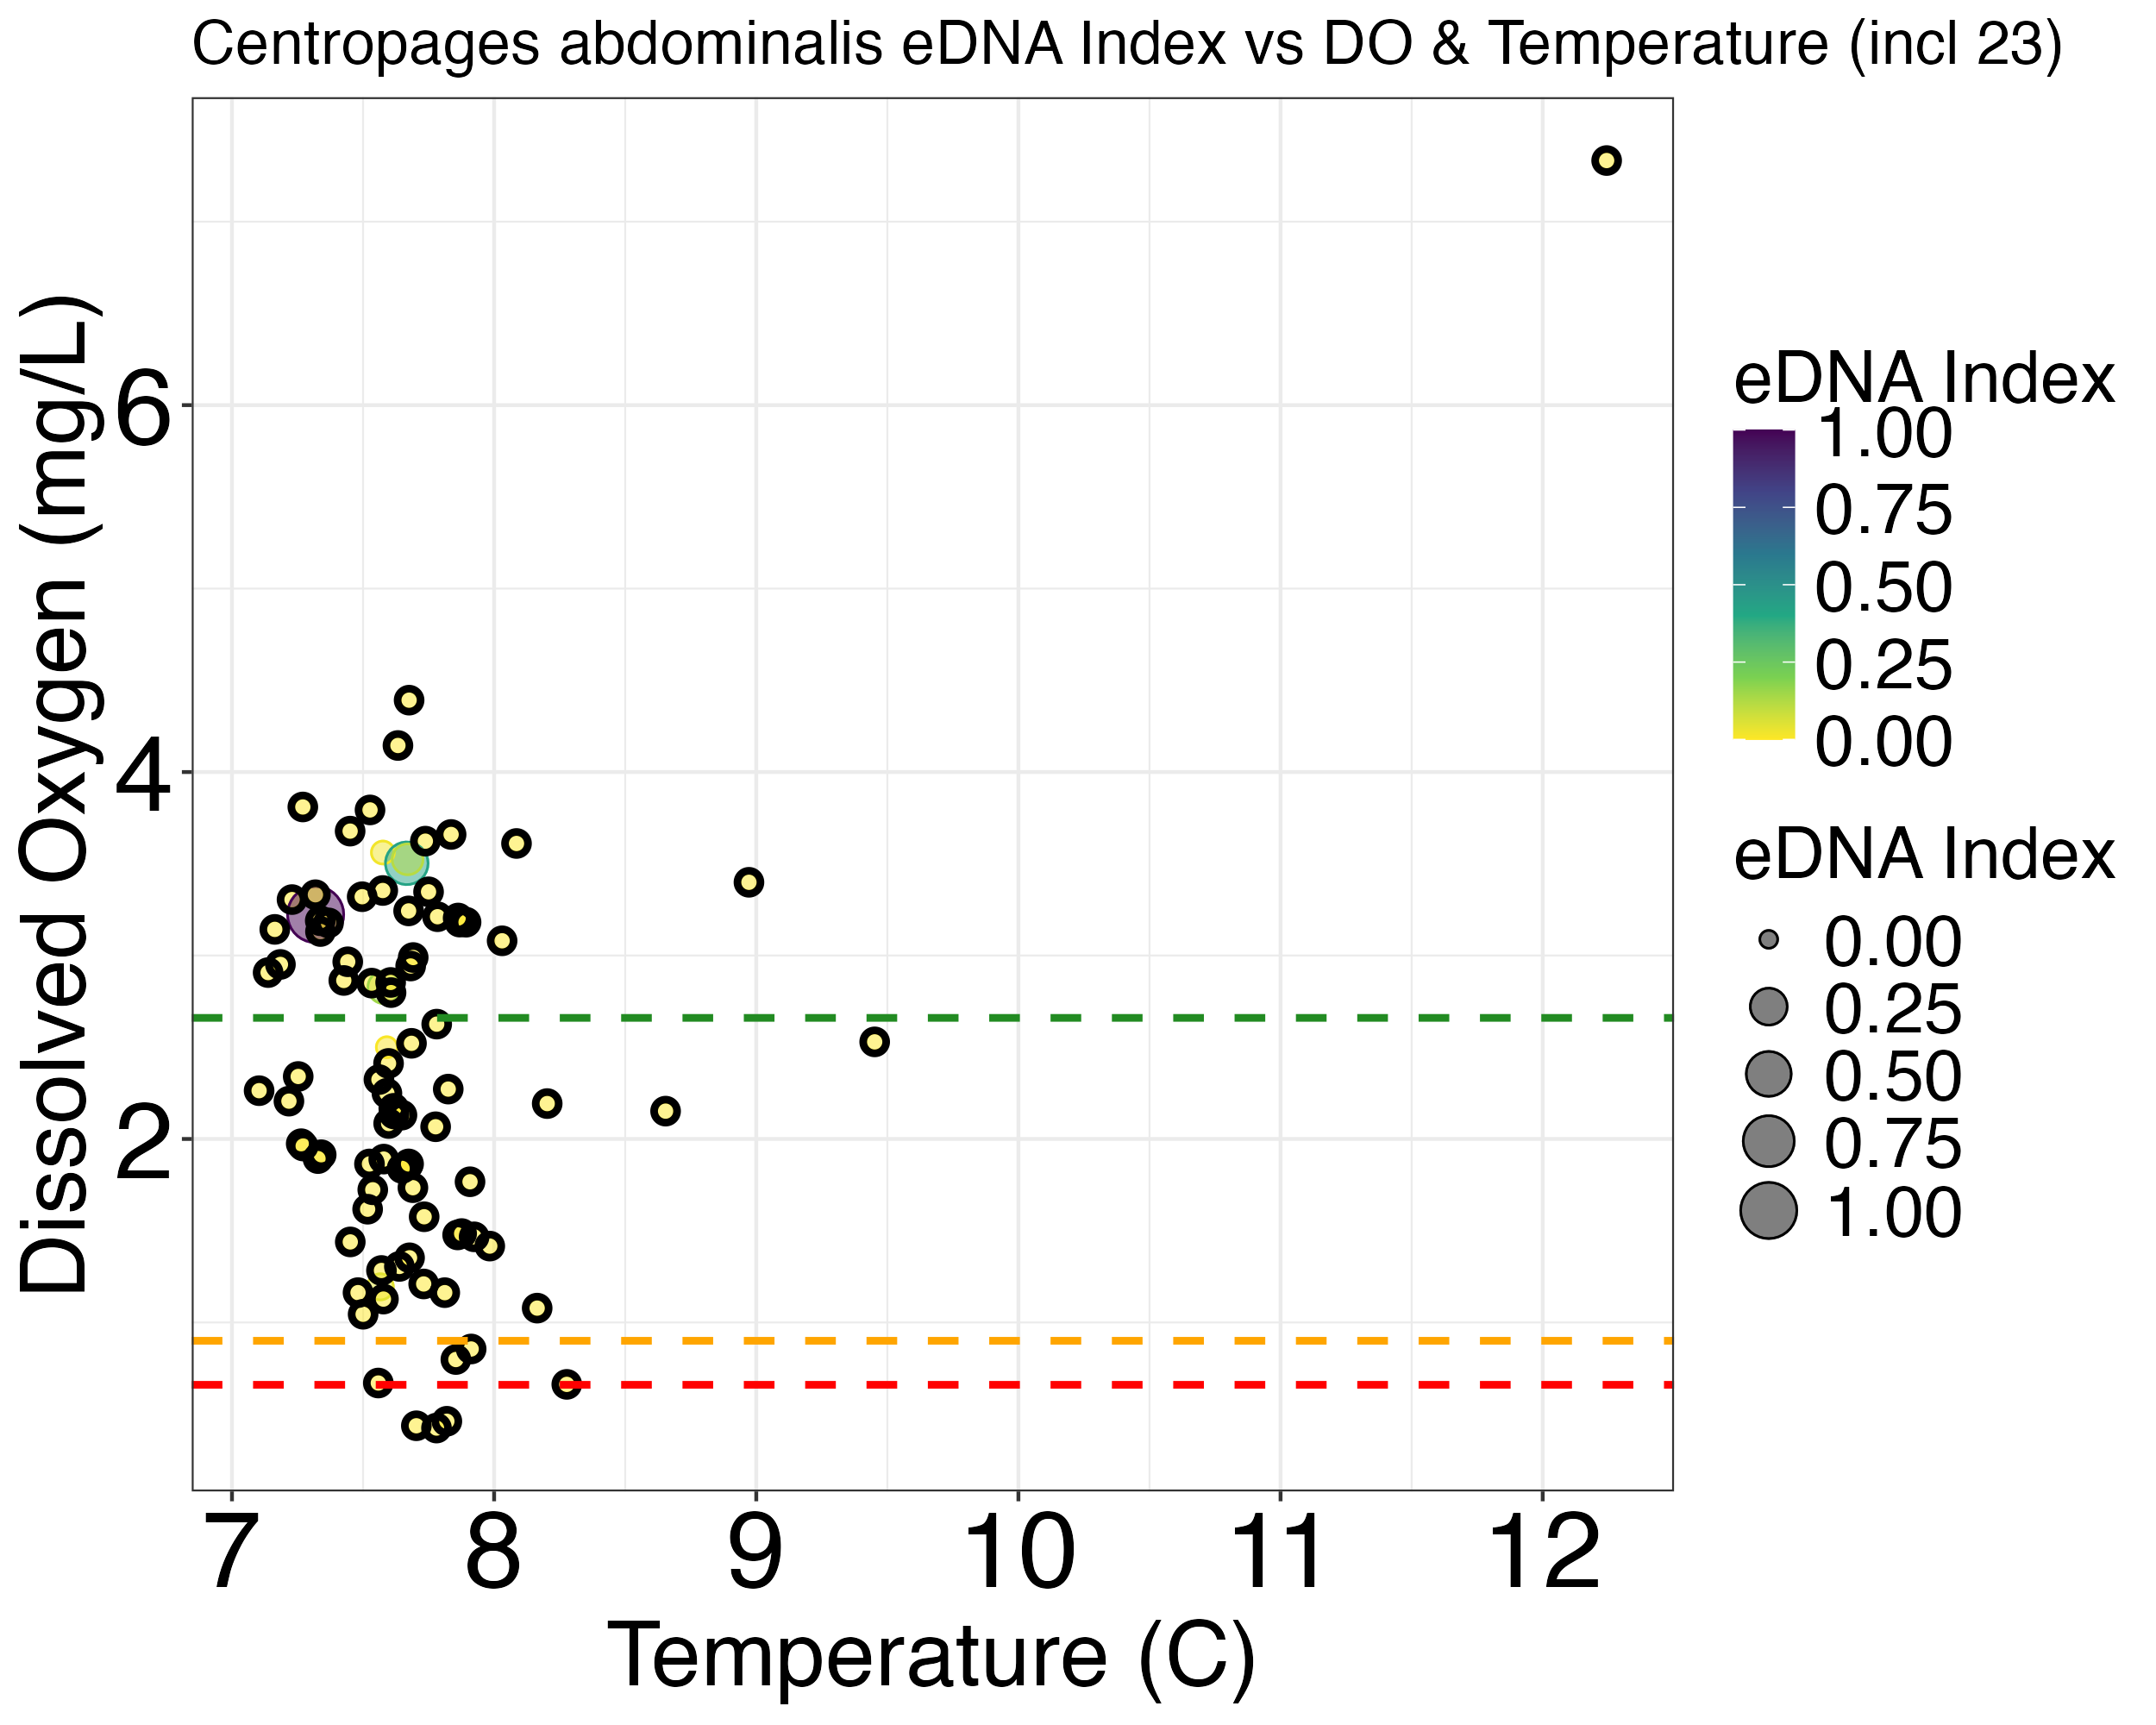 Centropages abdominalis eDNA Index vs DO & Temperature (incl 23)
Dissolved Oxygen (mg/L)
6
4
2
7 8 9 10 11 12
Temperature (C)
eDNA Index
1.00
0.75
0.50
0.25
0.00
eDNA Index
0.00
0.25
0.50
0.75
1.00